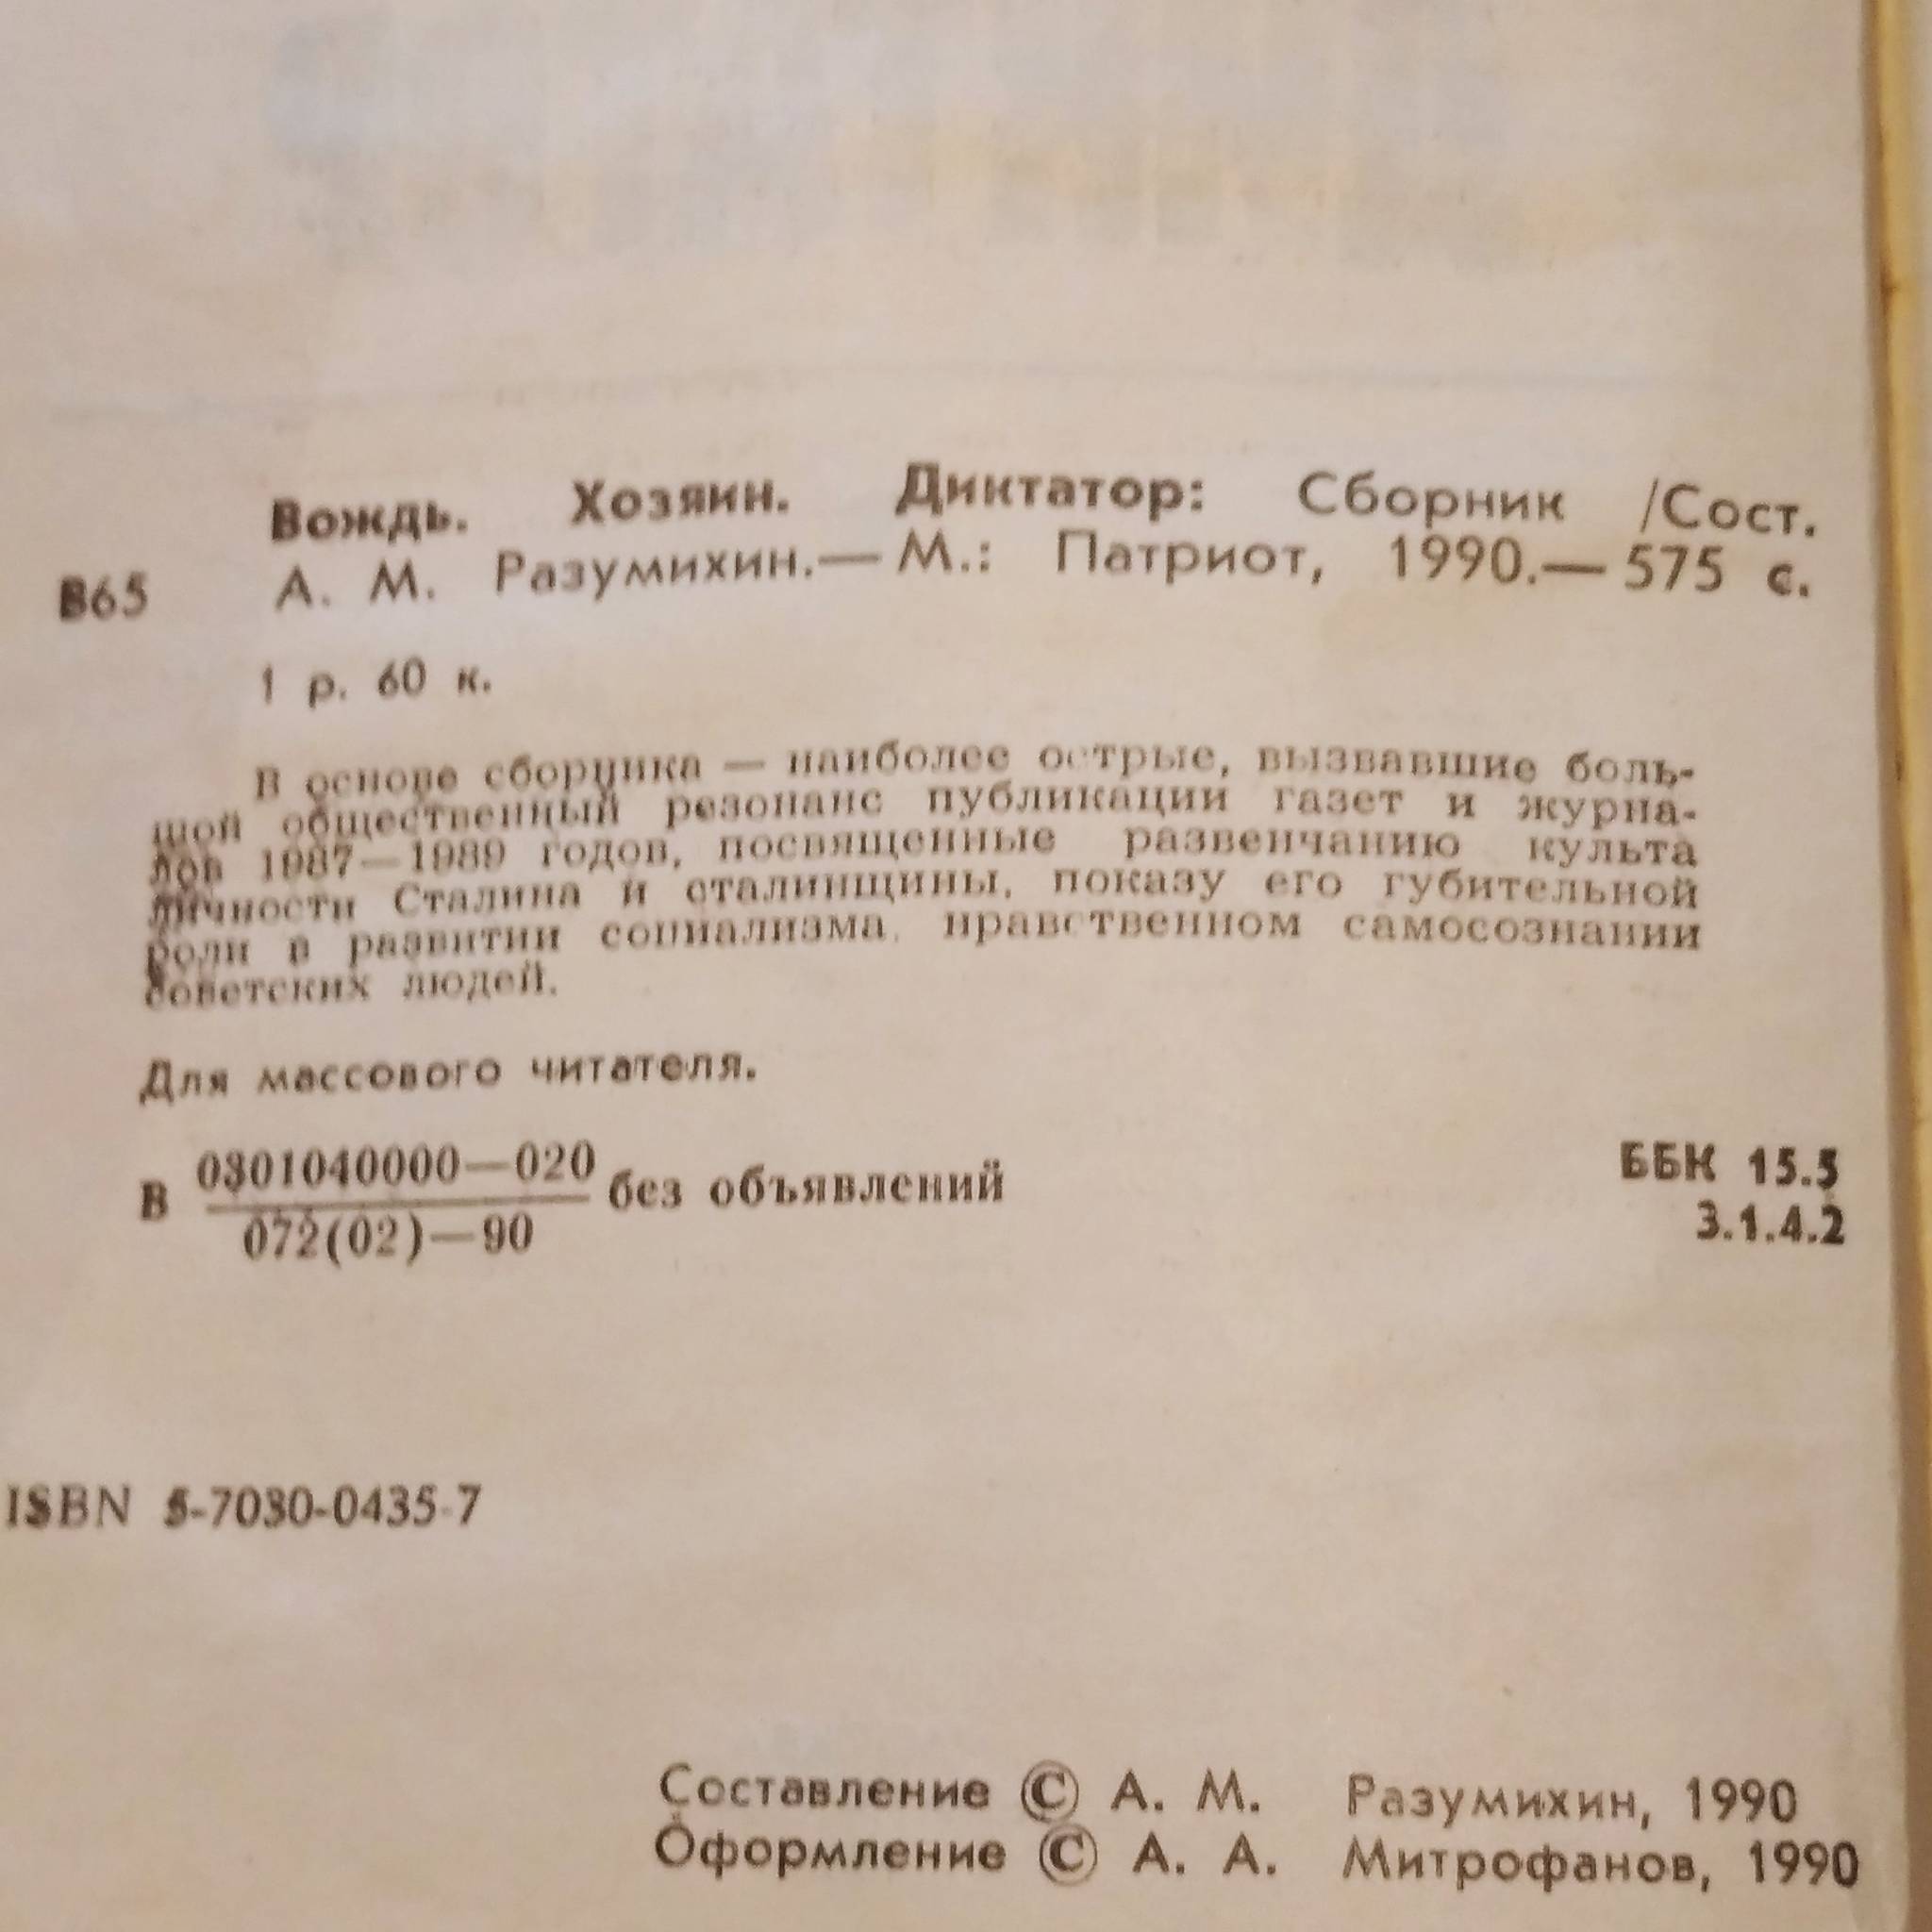 Вождь. Хозяин. Диктатор: Сборник /Сост.
В65 А. М. Разумихин.— М.: Патриот, 1990.— 575 с.
1 р. 60 к.
В основе сборника — наиболее острые, вызвавшие боль-
шой общественный резонанс публикации газет и журна-
лов 1987—1989 годов, посвященные развенчанию культа
личности Сталина и сталинщины, показу его губительной
роли в развитии социализма, нравственном самосознании
советских людей.
Для массового читателя.
В 0301040000—020 без объявлений ББК 15.5
072(02)—90 3.1.4.2
ISBN 5-7030-0435-7
Составление © А. М. Разумихин, 1990
Оформление © А. А. Митрофанов, 1990